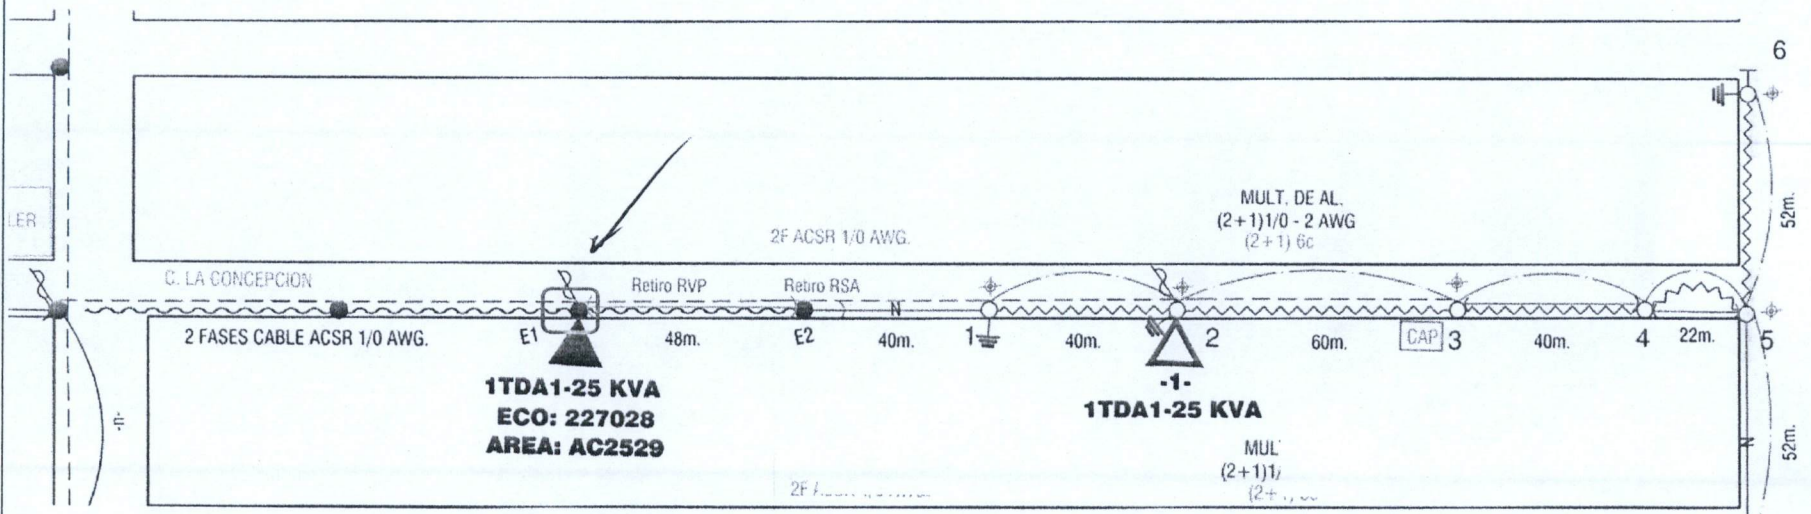 6
LER
MULT. DE AL.
(2+1)1/0 - 2 AWG
(2+1) 6c
52m.
2F ACSR 1/0 AWG.
C. LA CONCEPCION
Retiro RVP
Retiro RSA
N
2 FASES CABLE ACSR 1/0 AWG.
E1
48m.
E2
40m.
1
40m.
2
60m.
CAP
3
40m.
4
22m.
5
1TDA1-25 KVA
ECO: 227028
AREA: AC2529
-1-
1TDA1-25 KVA
N
52m.
MUL
(2+1)1/
2F